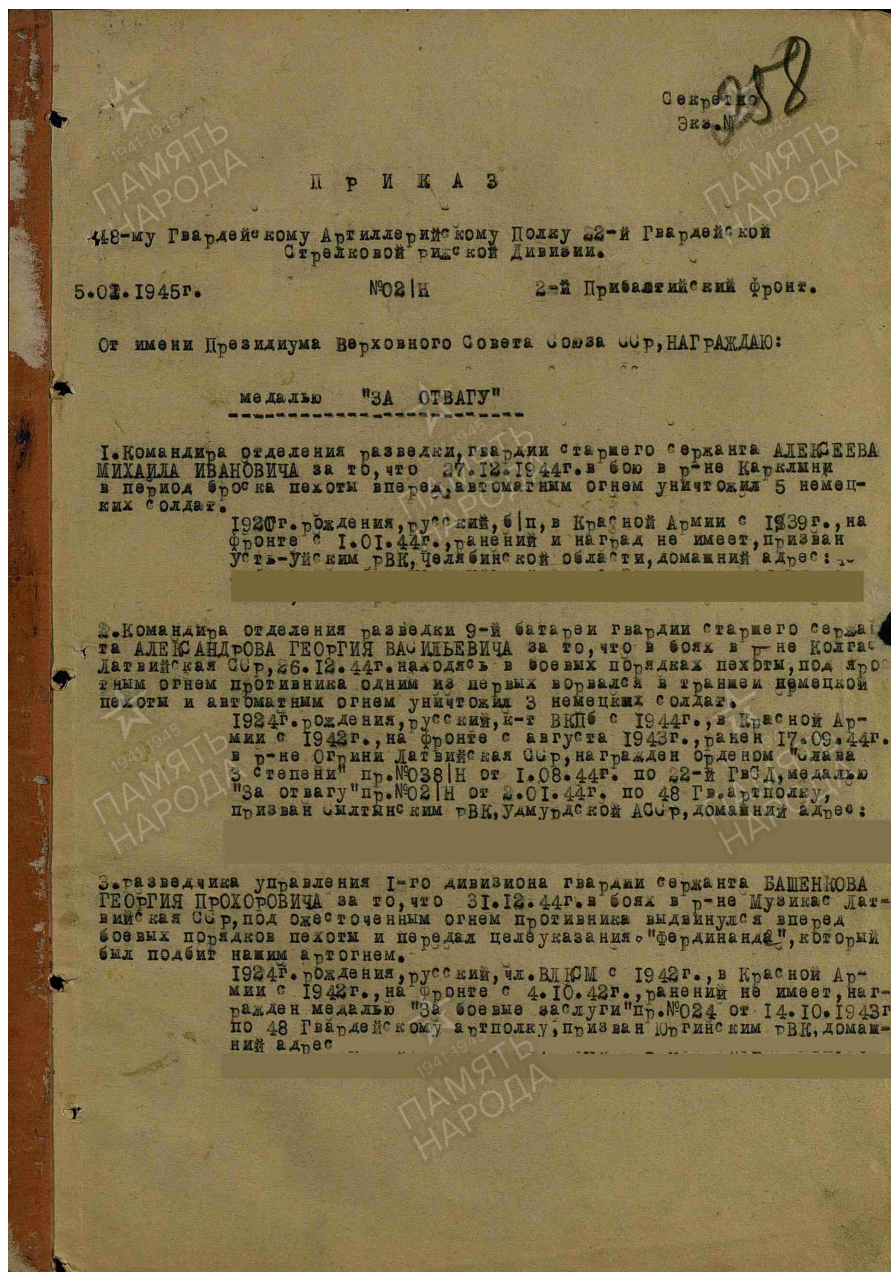 258
Секретно
Экз.№
П Р И К А З
48-му Гвардейскому Артиллерийскому Полку 22-й Гвардейской
Стрелковой рижской Дивизии.
5.01.1945г. №02/Н 2-й Прибалтийский фронт.
От имени Президиума Верховного Совета Союза ССР,НАГРАЖДАЮ:
медалью "ЗА ОТВАГУ"
1.Командира отделения разведки,гвардии старшего сержанта АЛЕКСЕЕВА
МИХАИЛА ИВАНОВИЧА за то,что 27.12.1944г.в бою в р-не Карклыни
в период броска пехоты вперед,автоматным огнем уничтожил 5 немец-
ких солдат.
г.рождения,русский,б/п,в Красной Армии с 1939г.,на
фронте с 1.01.44г.,ранений и наград не имеет,призван
Усть-Уйским РВК,Челябинской области,домашний адрес:
2.Командира отделения разведки 9-й батареи гвардии старшего сержан-
та АЛЕКСАНДРОВА ГЕОРГИЯ ВАСИЛЬЕВИЧА за то,что в боях в р-не Колгас
Латвийская ССР,26.12.44г.находясь в боевых порядках пехоты,под яро-
тным огнем противника одним из первых ворвался в траншеи немецкой
пехоты и автоматным огнем уничтожил 3 немецких солдат.
1924г.рождения,русский,к-т ВКПб с 1944г.,в Красной Ар-
мии с 1942г.,на фронте с августа 1943г.,ранен 17.09.44г.
в р-не Огрини Латвийская ССР,награжден орденом "Слава
3 степени" пр.№038/Н от 1.08.44г. по 22-й ГвСД,медалью
"За отвагу"пр.№02/Н от 2.01.44г. по 48 Гв.артполку,
призван Сылтынским РВК,Удмурдской АССР,домашний адрес:
3.разведчика управления I-го дивизиона гвардии сержанта БАШЕНКОВА
ГЕОРГИЯ ПРОХОРОВИЧА за то,что 31.12.44г.в боях в р-не Музикас Лат-
вийская ССР,под ожесточенным огнем противника выдвинулся вперед
боевых порядков пехоты и передал целеуказания "фердинанда",который
был подбит нашим артогнем.
1924г.рождения,русский,чл.ВЛКСМ с 1942г.,в Красной Ар-
мии с 1942г.,на фронте с 4.10.42г.,ранений не имеет,наг-
ражден медалью "За боевые заслуги"пр.№024 от 14.10.1943г
по 48 Гвардейскому артполку,призван Юргинским РВК,домаш-
ний адрес
1941-1945
ПАМЯТЬ
НАРОДА